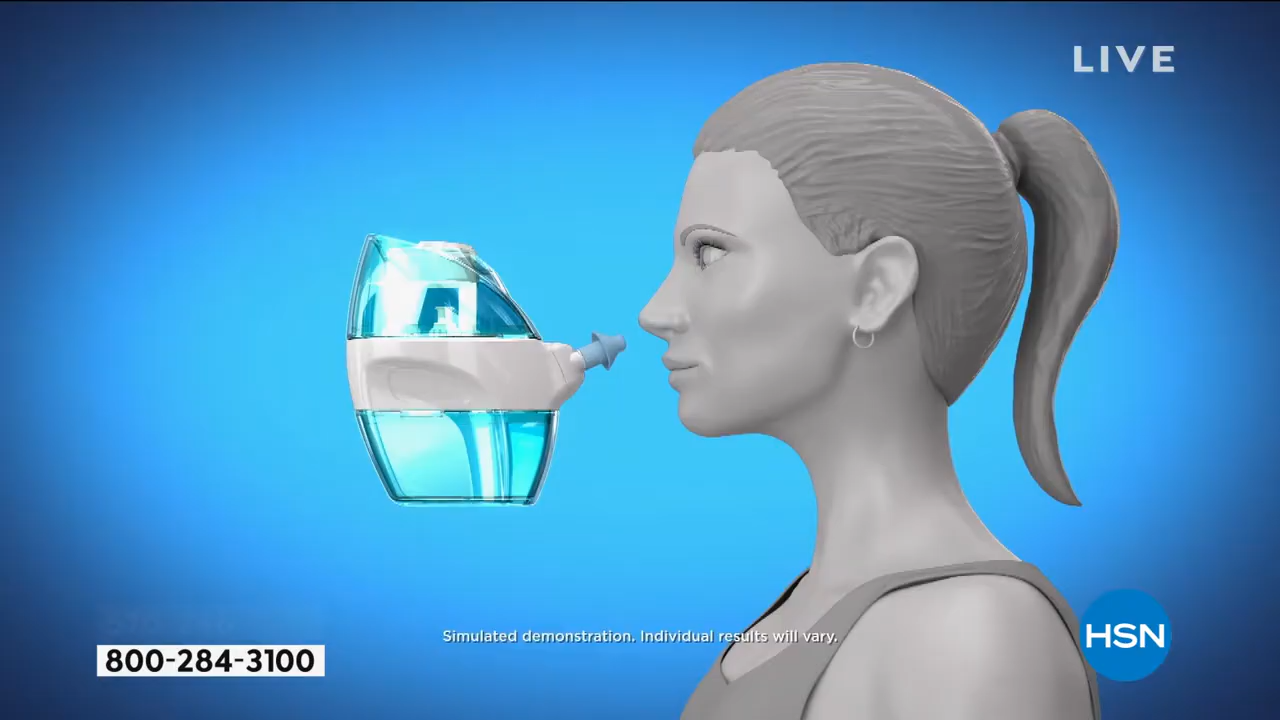 LIVE
Simulated demonstration. Individual results will vary.
800-284-3100
HSN